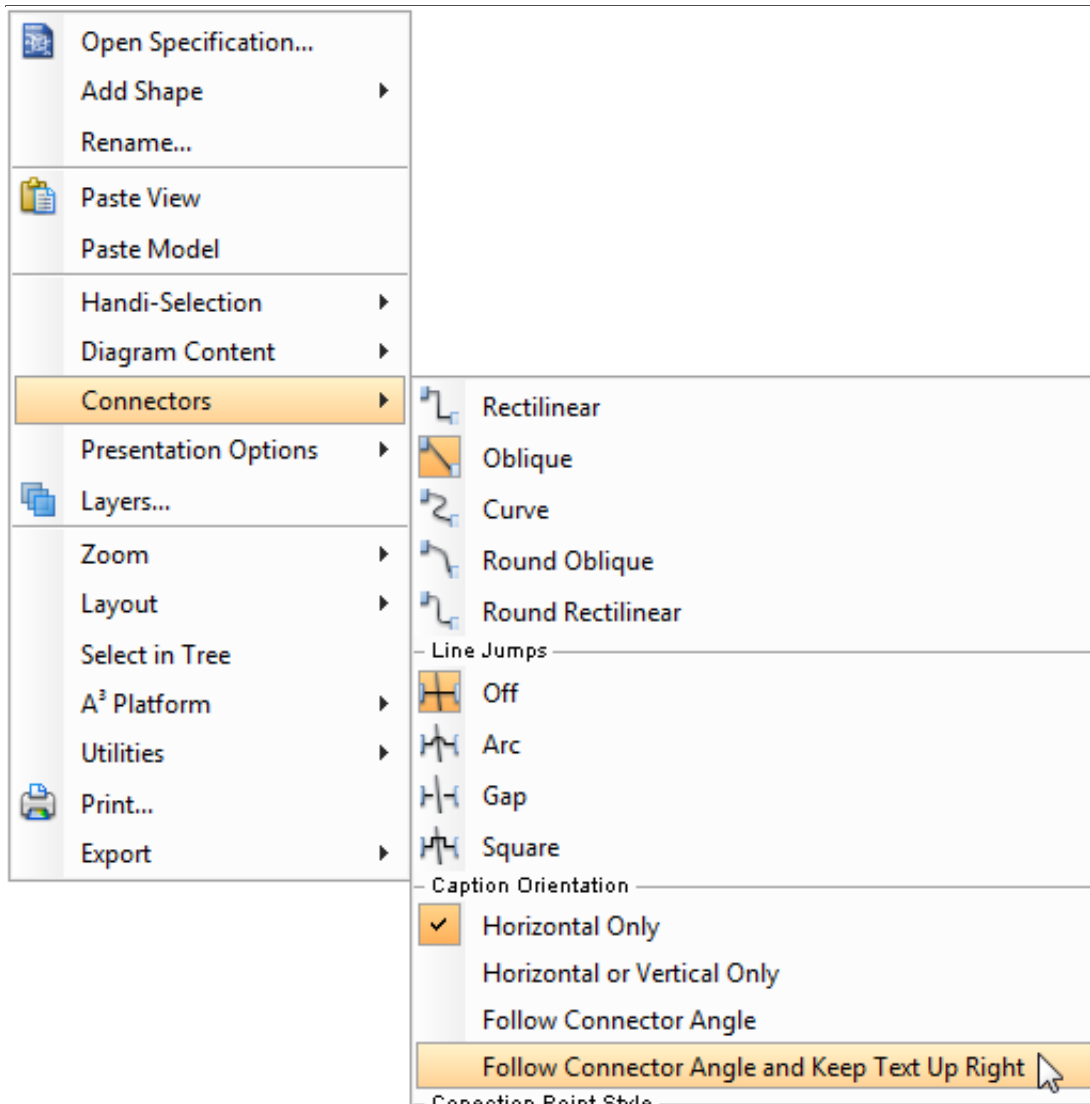 Open Specification...
Add Shape
Rename...
Paste View
Paste Model
Handi-Selection
Diagram Content
Connectors
Presentation Options
Layers...
Zoom
Layout
Select in Tree
A³ Platform
Utilities
Print...
Export
Rectilinear
Oblique
Curve
Round Oblique
Round Rectilinear
Line Jumps
Off
Arc
Gap
Square
Caption Orientation
Horizontal Only
Horizontal or Vertical Only
Follow Connector Angle
Follow Connector Angle and Keep Text Up Right
Conection Point Style